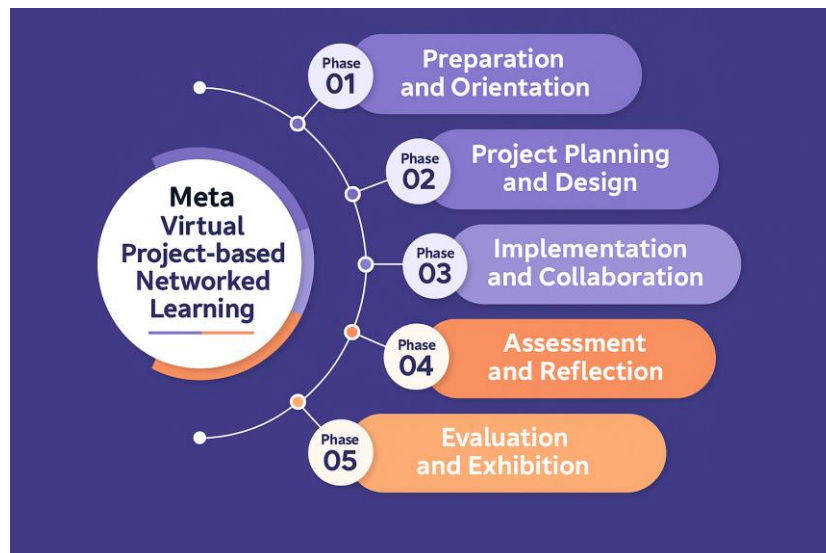 Meta
Virtual
Project-based
Networked
Learning
Phase
01
Preparation
and Orientation
Phase
02
Project Planning
and Design
Phase
03
Implementation
and Collaboration
Phase
04
Assessment
and Reflection
Phase
05
Evaluation
and Exhibition